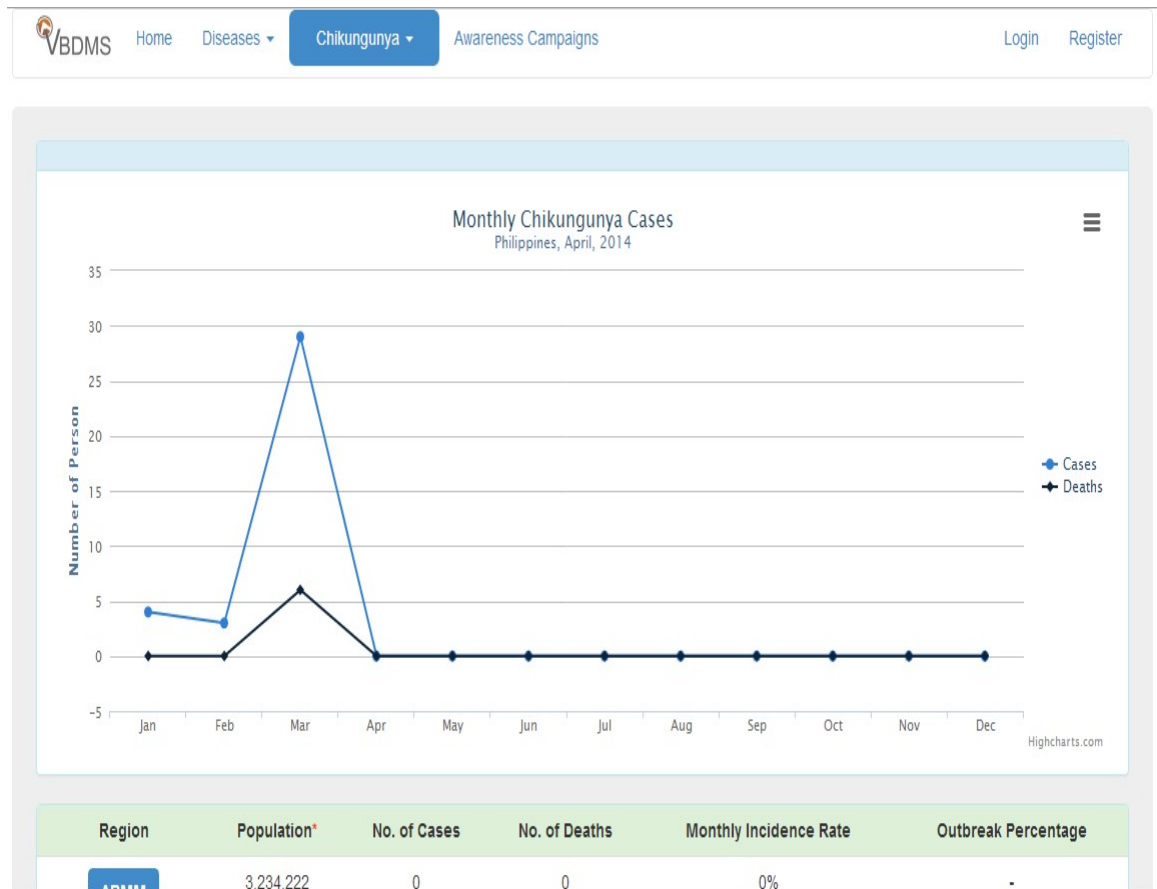 VBDMS Home Diseases Chikungunya Awareness Campaigns Login Register
Monthly Chikungunya Cases
Philippines, April, 2014
35
30
25
20
15
10
5
0
-5
Number of Person
Jan Feb Mar Apr May Jun Jul Aug Sep Oct Nov Dec
Cases
Deaths
Highcharts.com
Region Population* No. of Cases No. of Deaths Monthly Incidence Rate Outbreak Percentage
ARMM 3,234,222 0 0 0% -